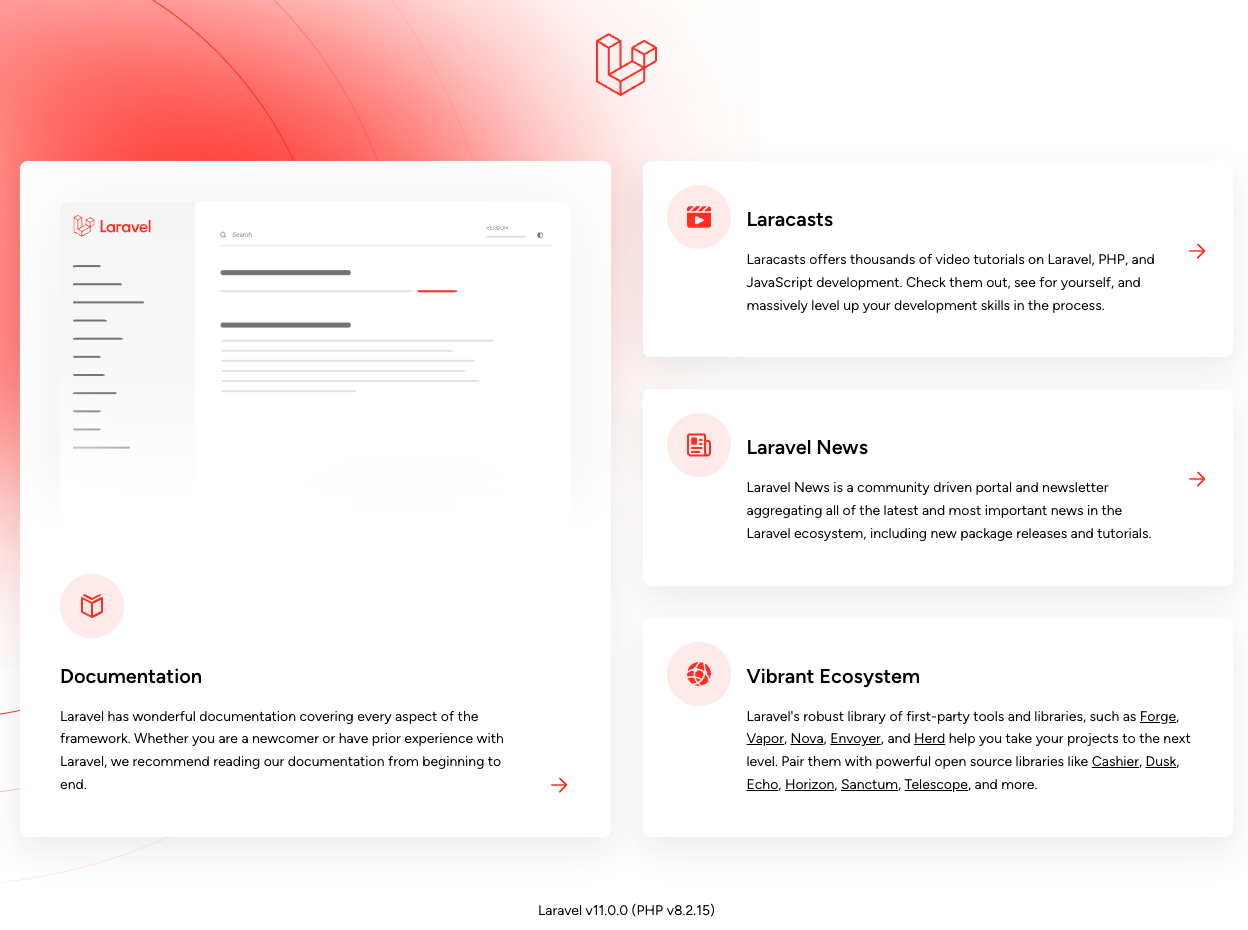 Laravel
Search
VERSION
Documentation
Laravel has wonderful documentation covering every aspect of the
framework. Whether you are a newcomer or have prior experience with
Laravel, we recommend reading our documentation from beginning to
end.
Laracasts
Laracasts offers thousands of video tutorials on Laravel, PHP, and
JavaScript development. Check them out, see for yourself, and
massively level up your development skills in the process.
Laravel News
Laravel News is a community driven portal and newsletter
aggregating all of the latest and most important news in the
Laravel ecosystem, including new package releases and tutorials.
Vibrant Ecosystem
Laravel's robust library of first-party tools and libraries, such as Forge,
Vapor, Nova, Envoyer, and Herd help you take your projects to the next
level. Pair them with powerful open source libraries like Cashier, Dusk,
Echo, Horizon, Sanctum, Telescope, and more.
Laravel v11.0.0 (PHP v8.2.15)